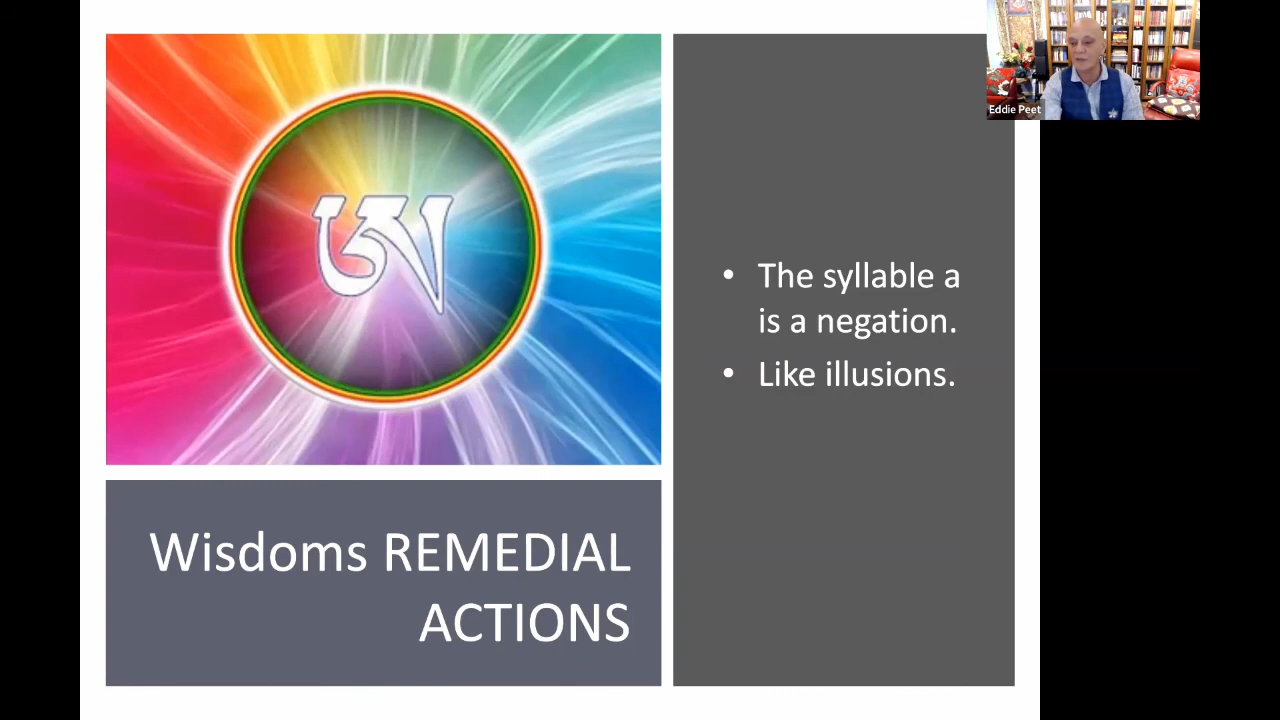 ཨ
• The syllable a
is a negation.
• Like illusions.
Wisdoms REMEDIAL
ACTIONS
Eddie Peet